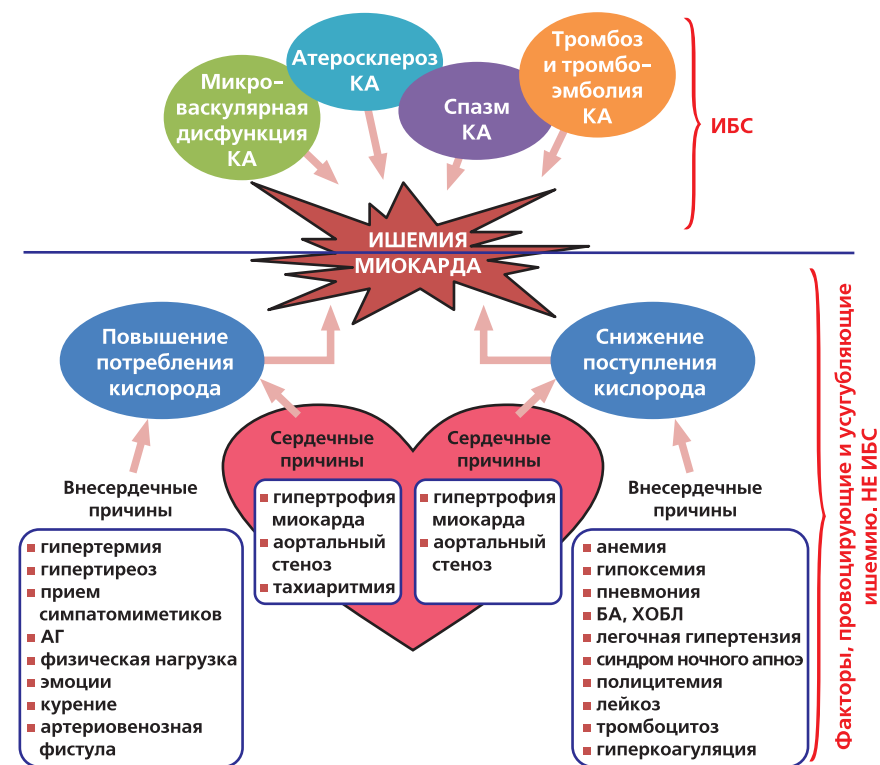 Микро–
васкулярная
дисфункция
КА
Атеросклероз
КА
Спазм
КА
Тромбоз
и тромбо–
эмболия
КА
ИБС
ИШЕМИЯ
МИОКАРДА
Повышение
потребления
кислорода
Снижение
поступления
кислорода
Внесердечные
причины
гипертермия
гипертиреоз
прием
симпатомиметиков
АГ
физическая нагрузка
эмоции
курение
артериовенозная
фистула
Сердечные
причины
гипертрофия
миокарда
аортальный
стеноз
тахиаритмия
Сердечные
причины
гипертрофия
миокарда
аортальный
стеноз
Внесердечные
причины
анемия
гипоксемия
пневмония
БА, ХОБЛ
легочная гипертензия
синдром ночного апноэ
полицитемия
лейкоз
тромбоцитоз
гиперкоагуляция
Факторы, провоцирующие и усугубляющие
ишемию. НЕ ИБС